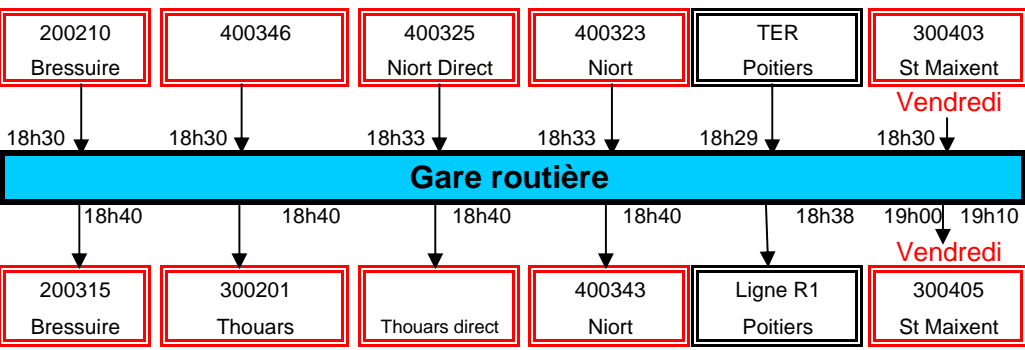 200210 400346 400325 400323 TER 300403
Bressuire Niort Direct Niort Poitiers St Maixent
Vendredi
18h30 18h30 18h33 18h33 18h29 18h30
Gare routière
18h40 18h40 18h40 18h40 18h38 19h00 19h10
Vendredi
200315 300201 400343 Ligne R1 300405
Bressuire Thouars Thouars direct Niort Poitiers St Maixent